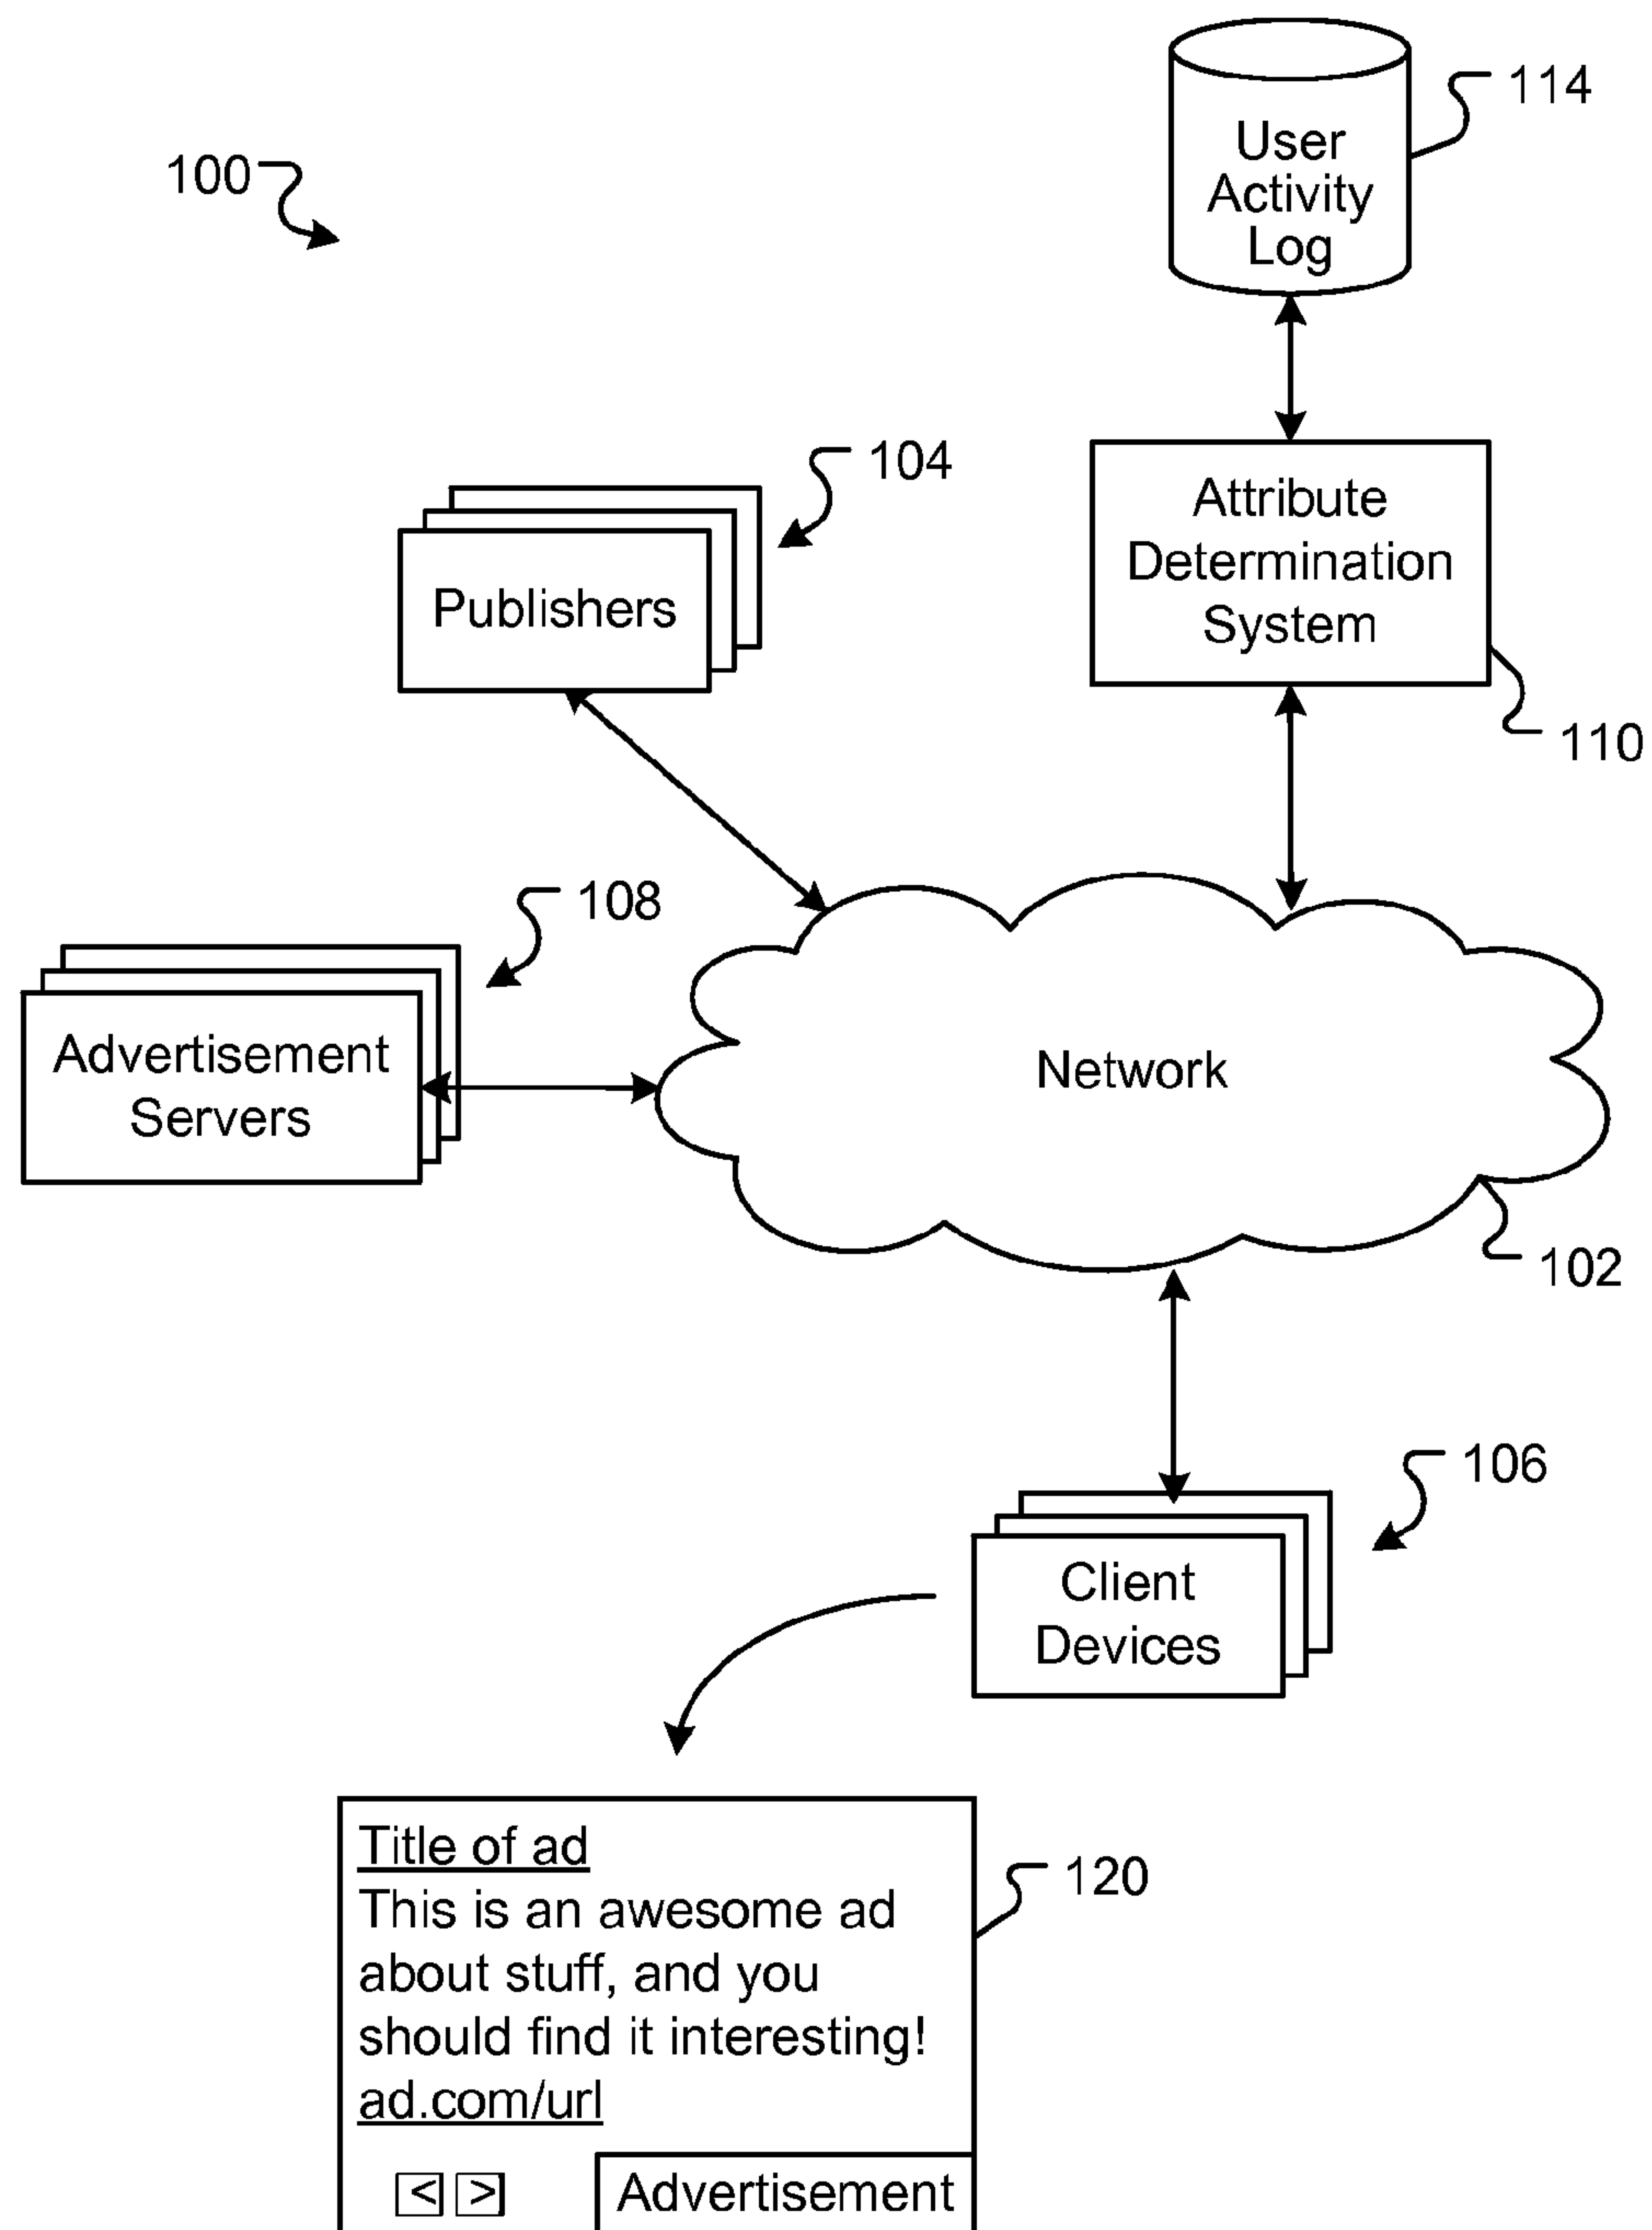 100
User
Activity
Log
114
104
Publishers
Attribute
Determination
System
110
108
Advertisement
Servers
Network
102
106
Client
Devices
Title of ad
This is an awesome ad
about stuff, and you
should find it interesting!
ad.com/url
120
< >
Advertisement